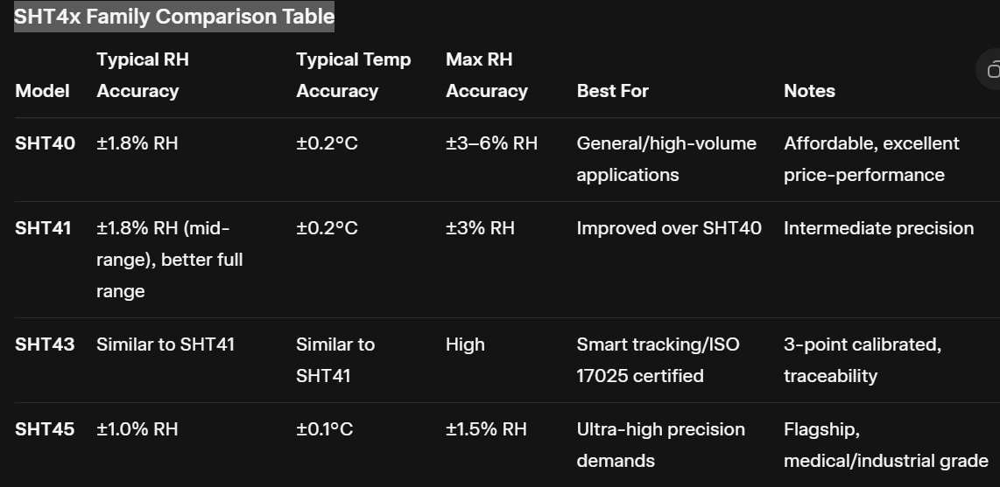 SHT4x Family Comparison Table
Typical RH Typical Temp Max RH
Model Accuracy Accuracy Accuracy Best For Notes
SHT40 ±1.8% RH ±0.2°C ±3–6% RH General/high-volume Affordable, excellent
applications price-performance
SHT41 ±1.8% RH (mid- ±0.2°C ±3% RH Improved over SHT40 Intermediate precision
range), better full
range
SHT43 Similar to SHT41 Similar to High Smart tracking/ISO 3-point calibrated,
SHT41 17025 certified traceability
SHT45 ±1.0% RH ±0.1°C ±1.5% RH Ultra-high precision Flagship,
demands medical/industrial grade